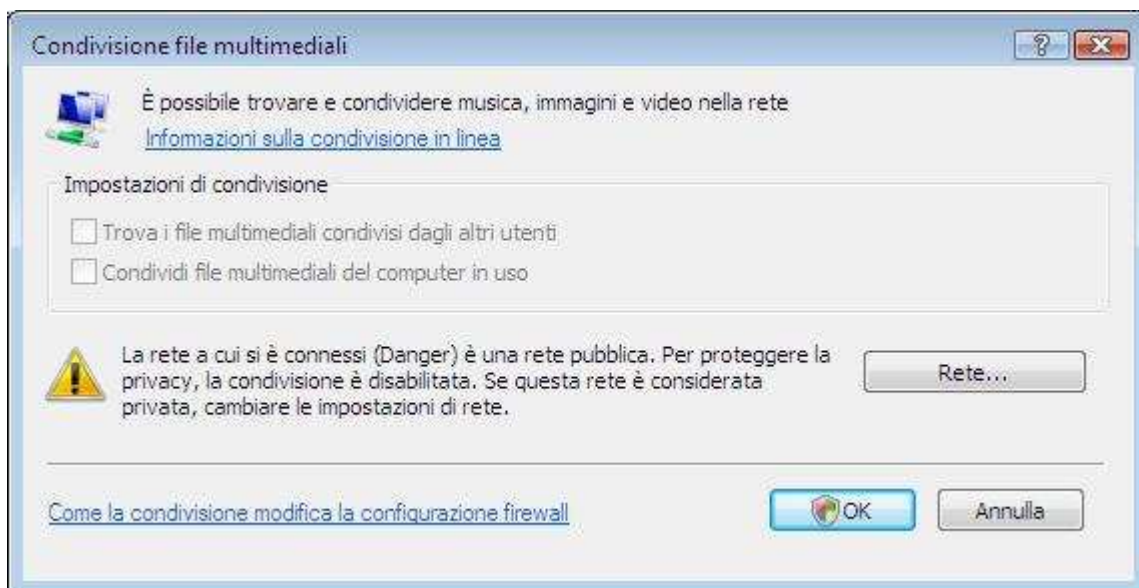 Condivisione file multimediali
È possibile trovare e condividere musica, immagini e video nella rete
Informazioni sulla condivisione in linea
Impostazioni di condivisione
Trova i file multimediali condivisi dagli altri utenti
Condividi file multimediali del computer in uso
La rete a cui si è connessi (Danger) è una rete pubblica. Per proteggere la
privacy, la condivisione è disabilitata. Se questa rete è considerata
privata, cambiare le impostazioni di rete.
Rete...
Come la condivisione modifica la configurazione firewall
OK
Annulla